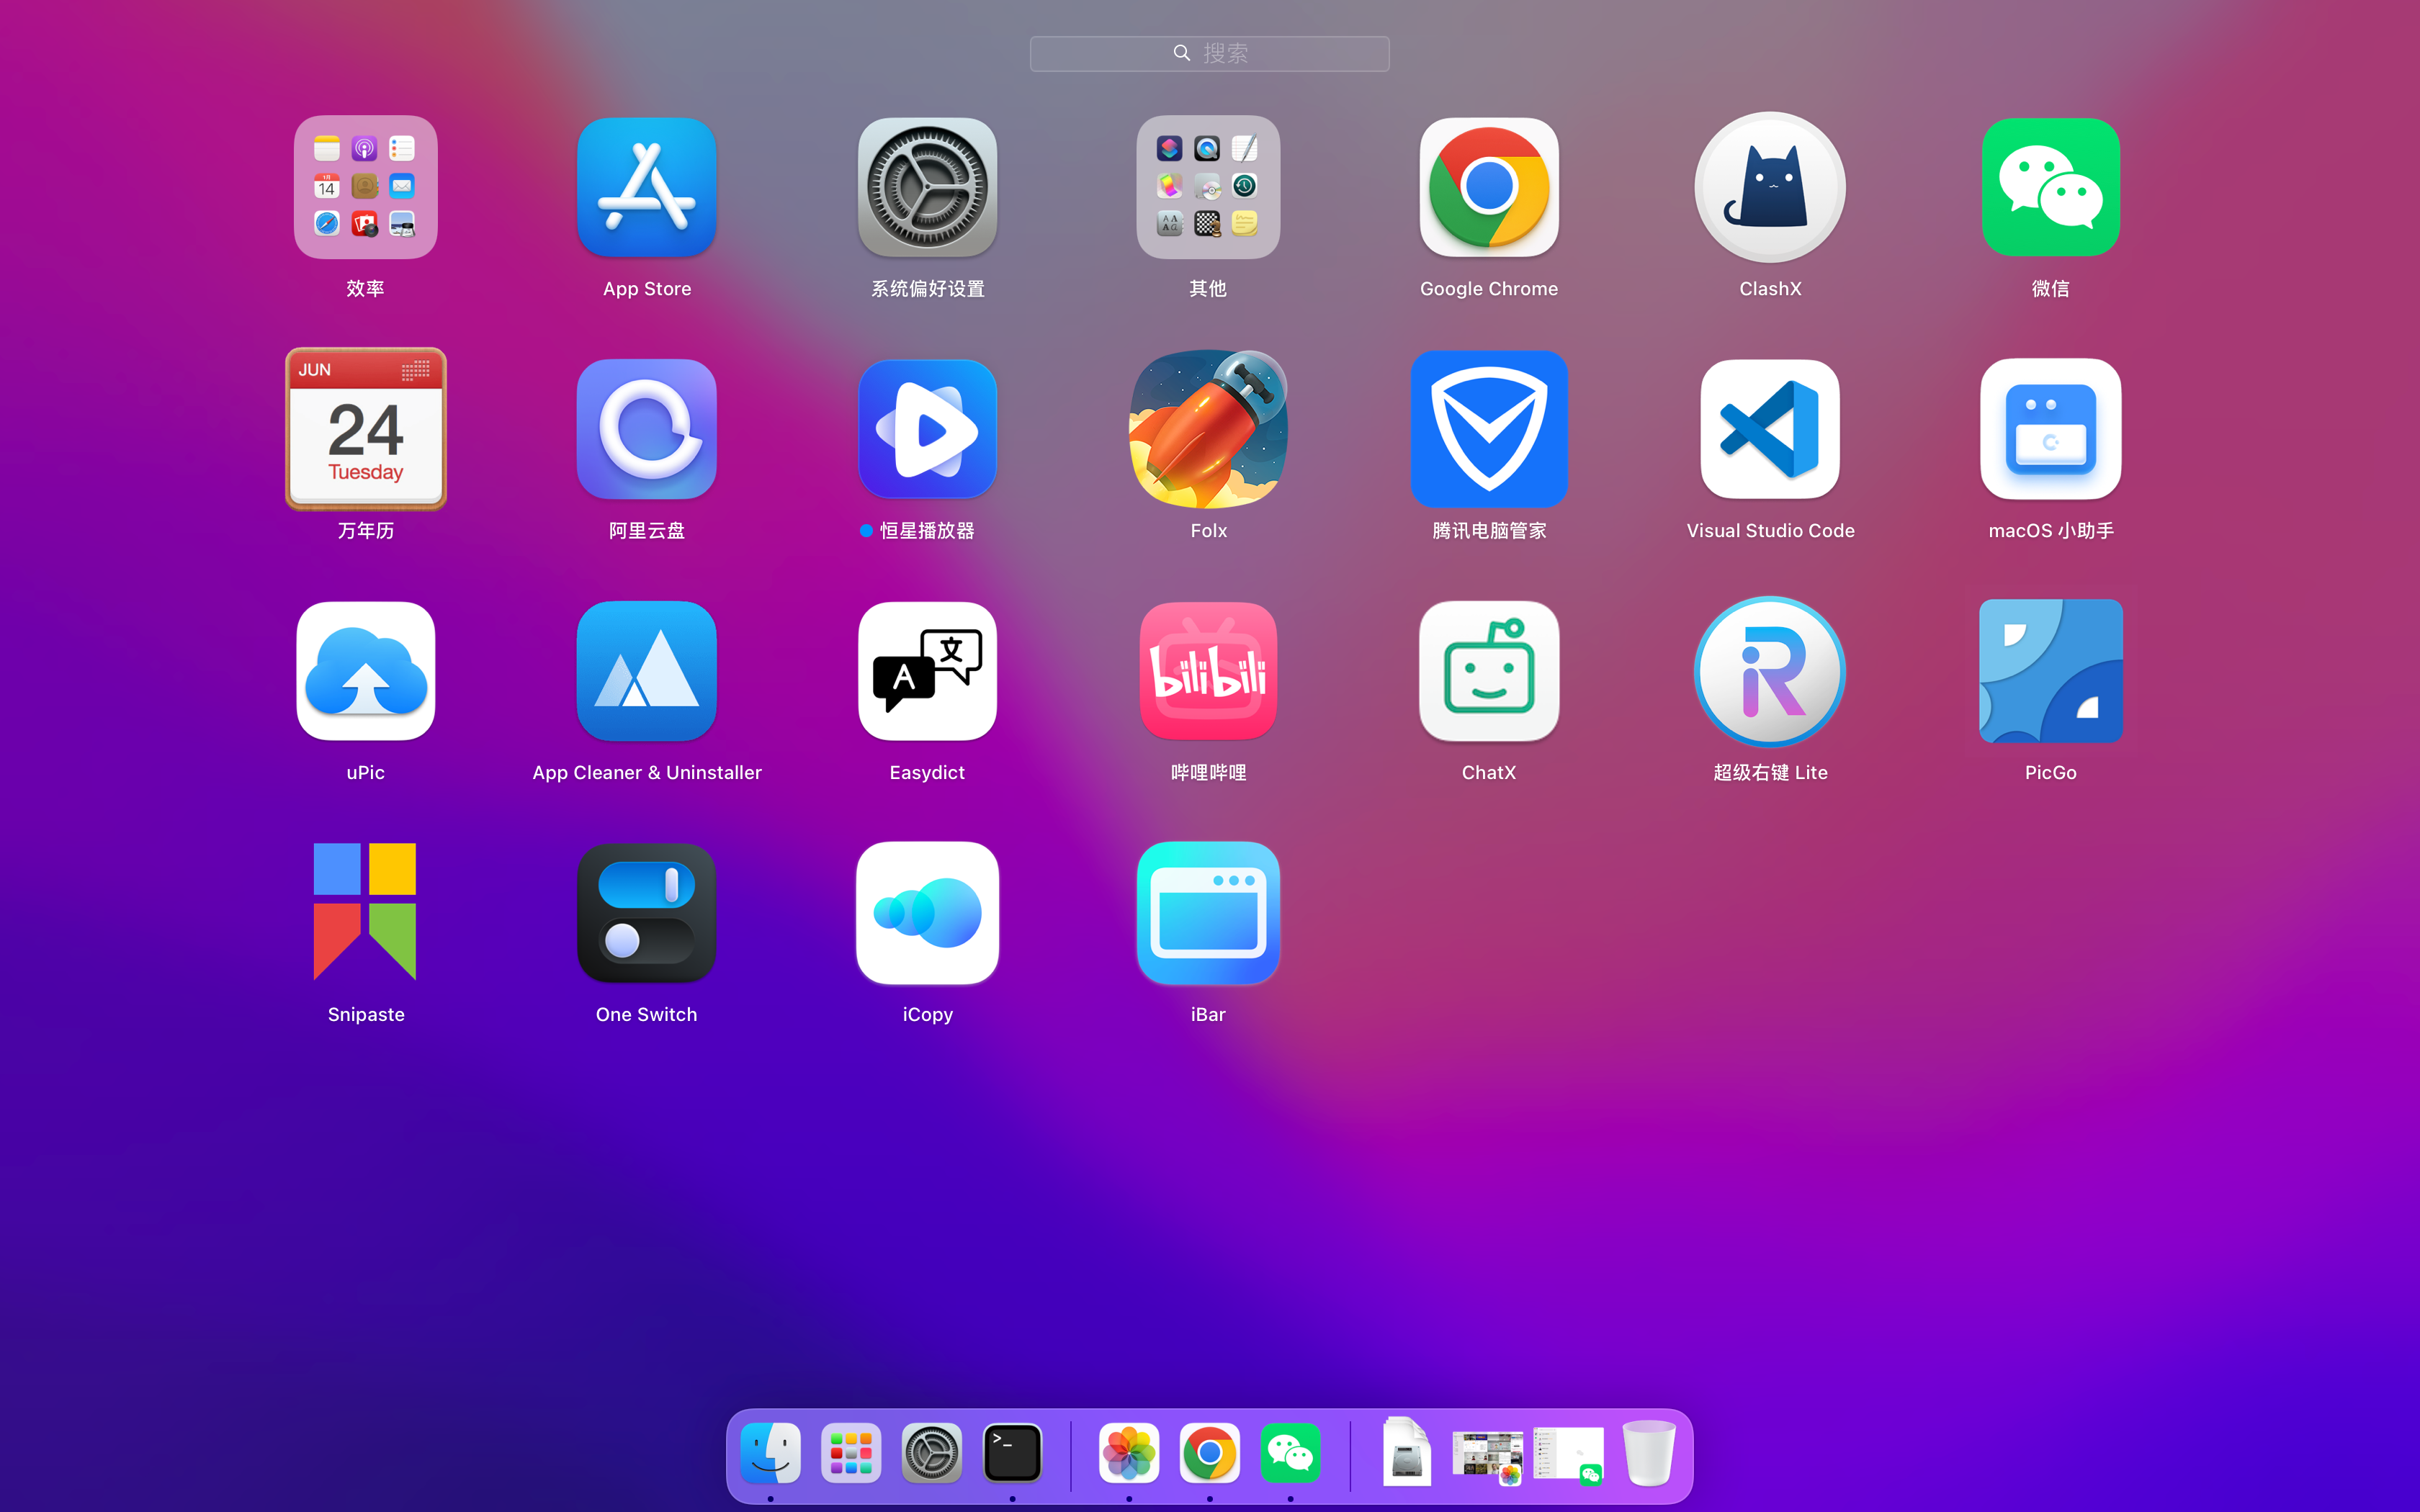 搜索
1月
14
效率
App Store
系统偏好设置
其他
Google Chrome
ClashX
微信
JUN
24
Tuesday
万年历
阿里云盘
恒星播放器
Folx
腾讯电脑管家
Visual Studio Code
macOS 小助手
A
文
bilibili
uPic
App Cleaner & Uninstaller
Easydict
哔哩哔哩
ChatX
超级右键 Lite
PicGo
Snipaste
One Switch
iCopy
iBar
>_